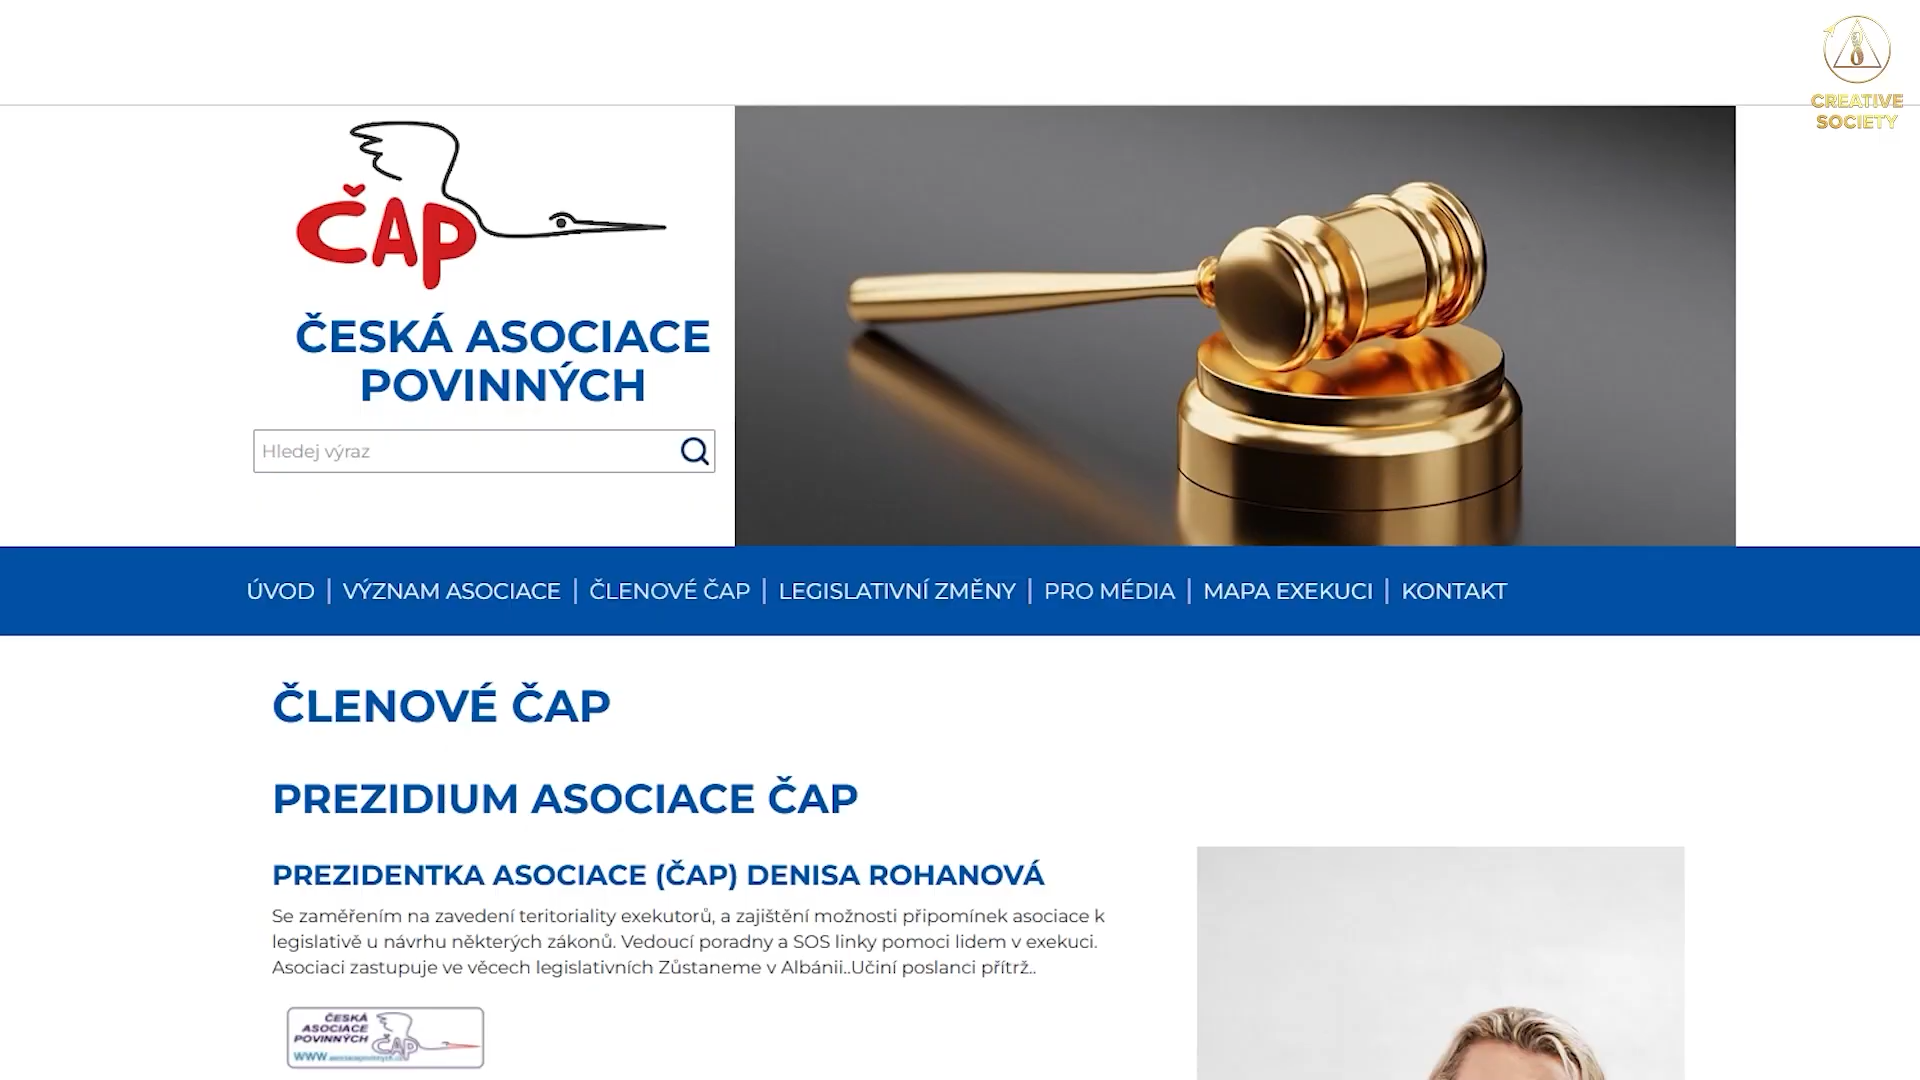 CREATIVE
SOCIETY
ČAP
ČESKÁ ASOCIACE
POVINNÝCH
Hledej výraz
ÚVOD | VÝZNAM ASOCIACE | ČLENOVÉ ČAP | LEGISLATIVNÍ ZMĚNY | PRO MÉDIA | MAPA EXEKUCI | KONTAKT
ČLENOVÉ ČAP
PREZIDIUM ASOCIACE ČAP
PREZIDENTKA ASOCIACE (ČAP) DENISA ROHANOVÁ
Se zaměřením na zavedení teritoriality exekutorů, a zajištění možnosti připomínek asociace k
legislativě u návrhu některých zákonů. Vedoucí poradny a SOS linky pomoci lidem v exekuci.
Asociaci zastupuje ve věcech legislativních Zůstaneme v Albánii..Učiní poslanci přítrž..
ČESKÁ
ASOCIACE
POVINNÝCH
ČAP
WWW